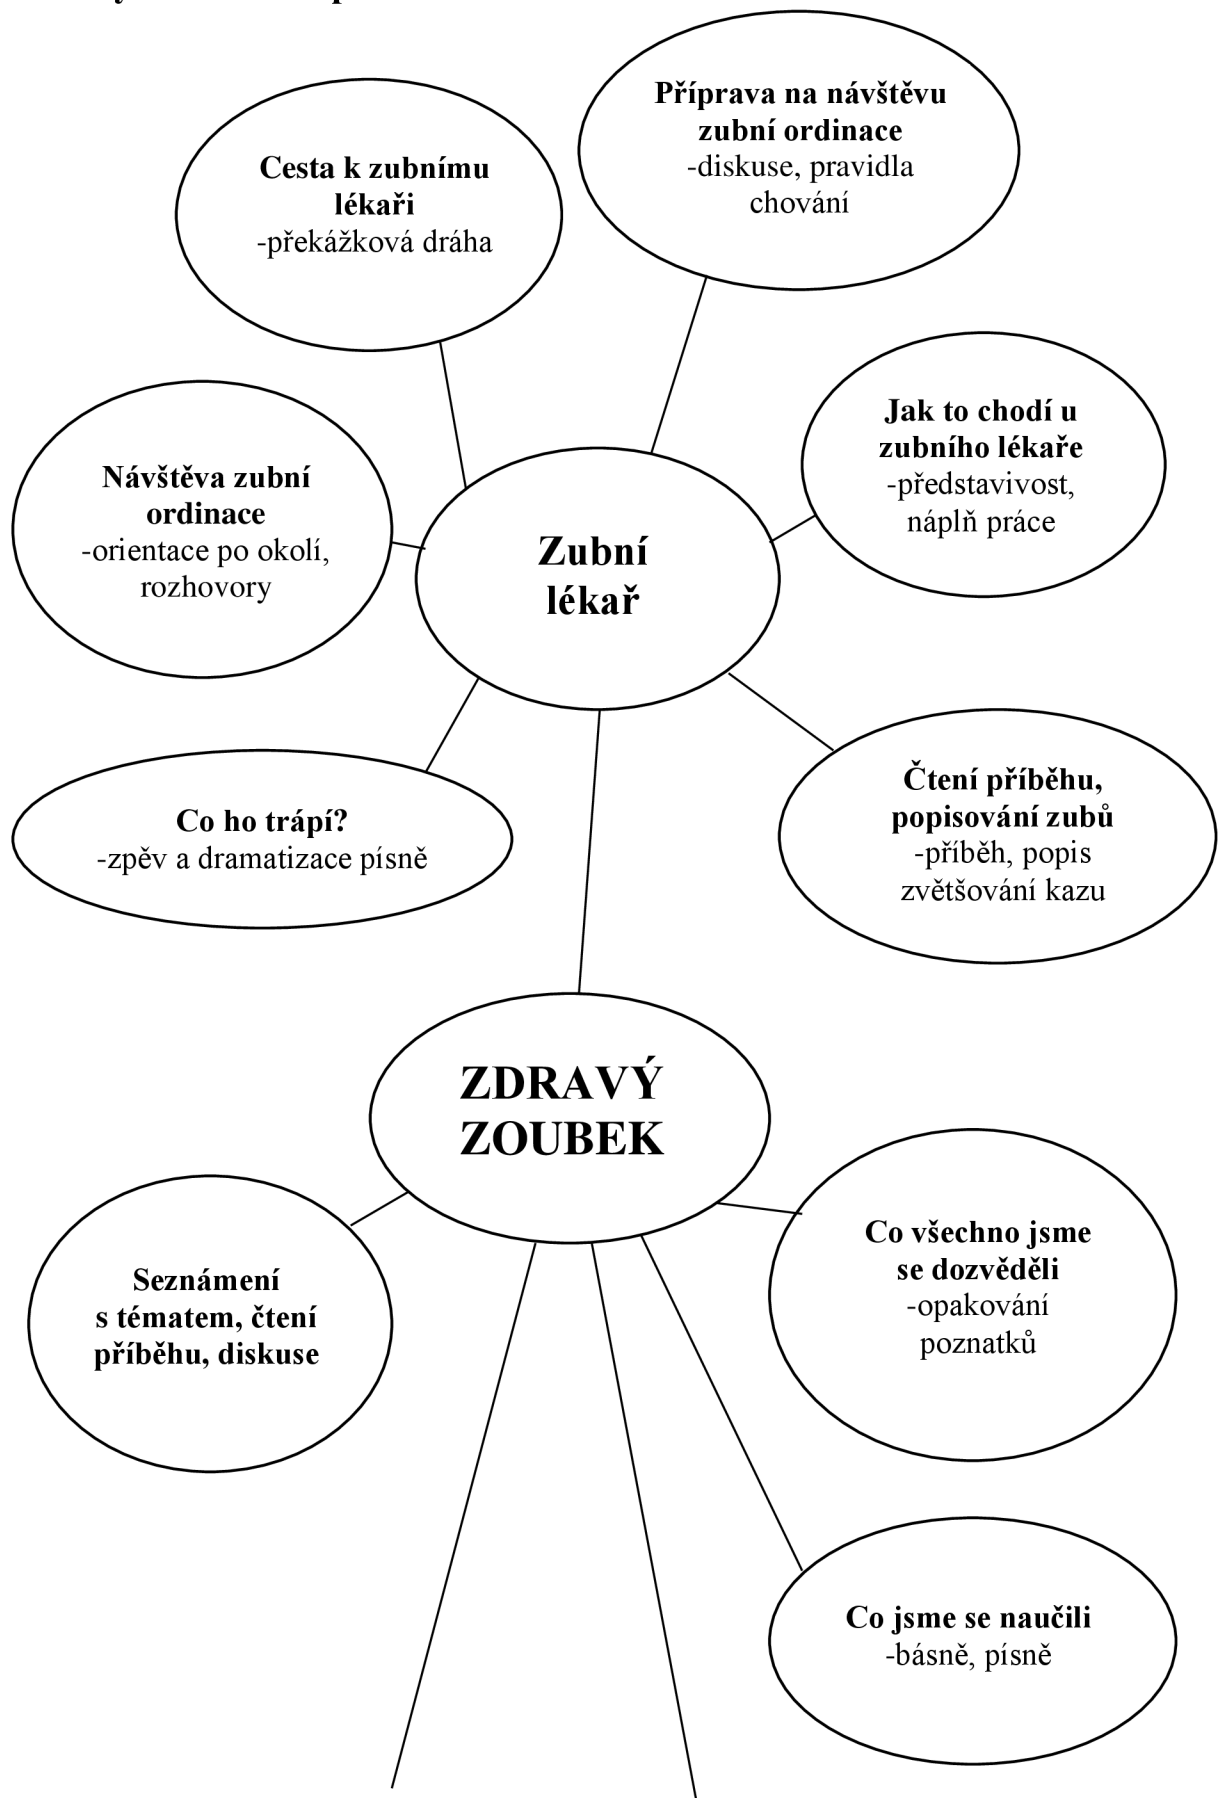 Příprava na návštěvu
zubní ordinace
-diskuse, pravidla
chování
Cesta k zubnímu
lékaři
-překážková dráha
Jak to chodí u
zubního lékaře
-představivost,
náplň práce
Návštěva zubní
ordinace
-orientace po okolí,
rozhovory
Zubní
lékař
Čtení příběhu,
popisování zubů
-příběh, popis
zvětšování kazu
Co ho trápí?
-zpěv a dramatizace písně
ZDRAVÝ
ZOUBEK
Seznámení
s tématem, čtení
příběhu, diskuse
Co všechno jsme
se dozvěděli
-opakování
poznatků
Co jsme se naučili
-básně, písně